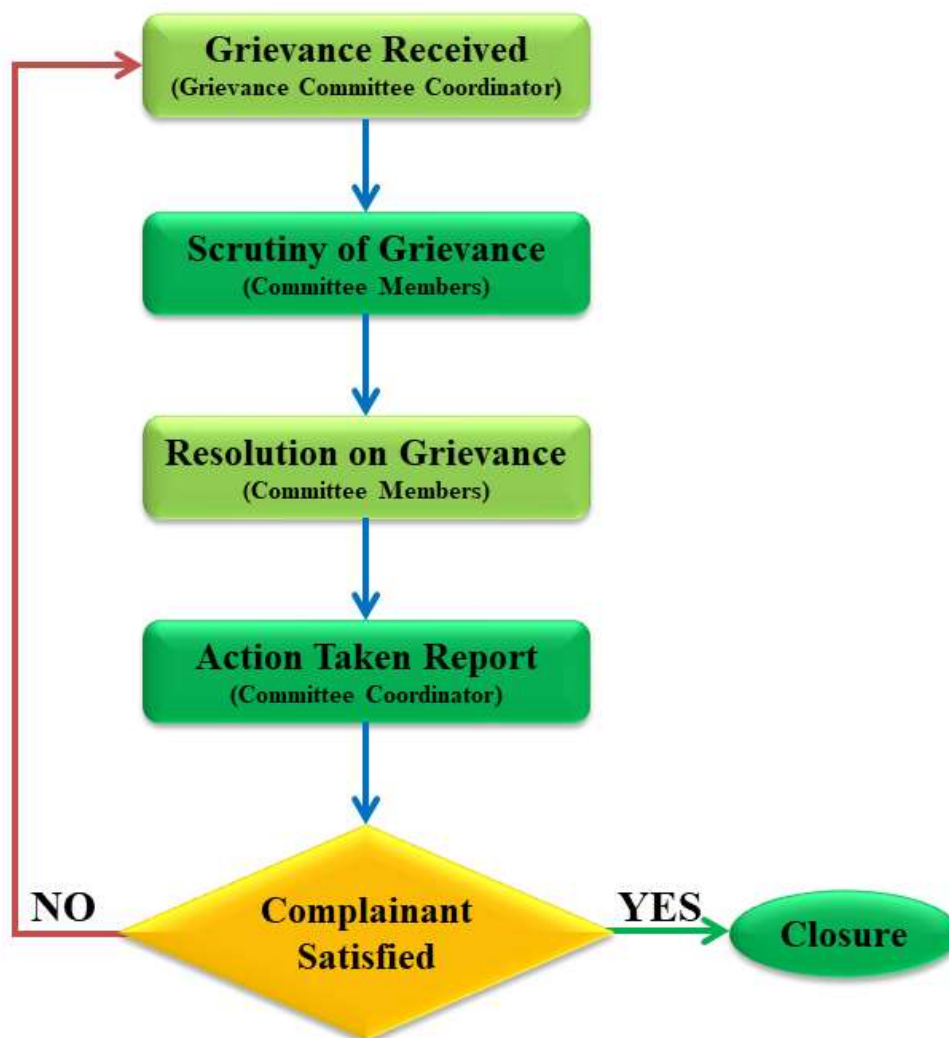 Grievance Received
(Grievance Committee Coordinator)
Scrutiny of Grievance
(Committee Members)
Resolution on Grievance
(Committee Members)
Action Taken Report
(Committee Coordinator)
NO
Complainant
Satisfied
YES
Closure